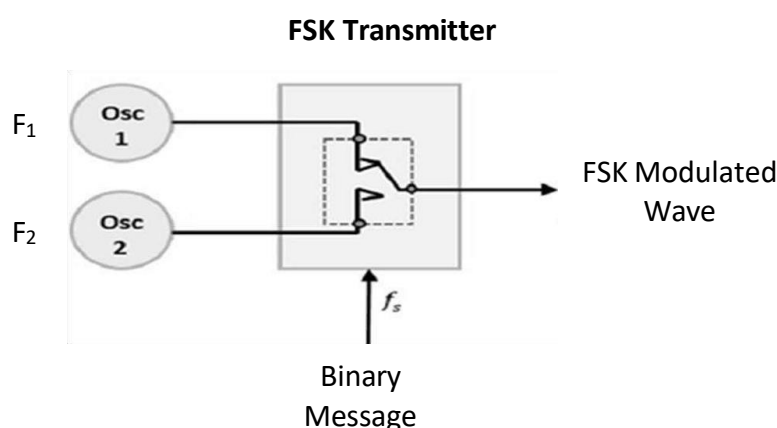 FSK Transmitter
F₁
Osc
1
F₂
Osc
2
FSK Modulated
Wave
fₛ
Binary
Message